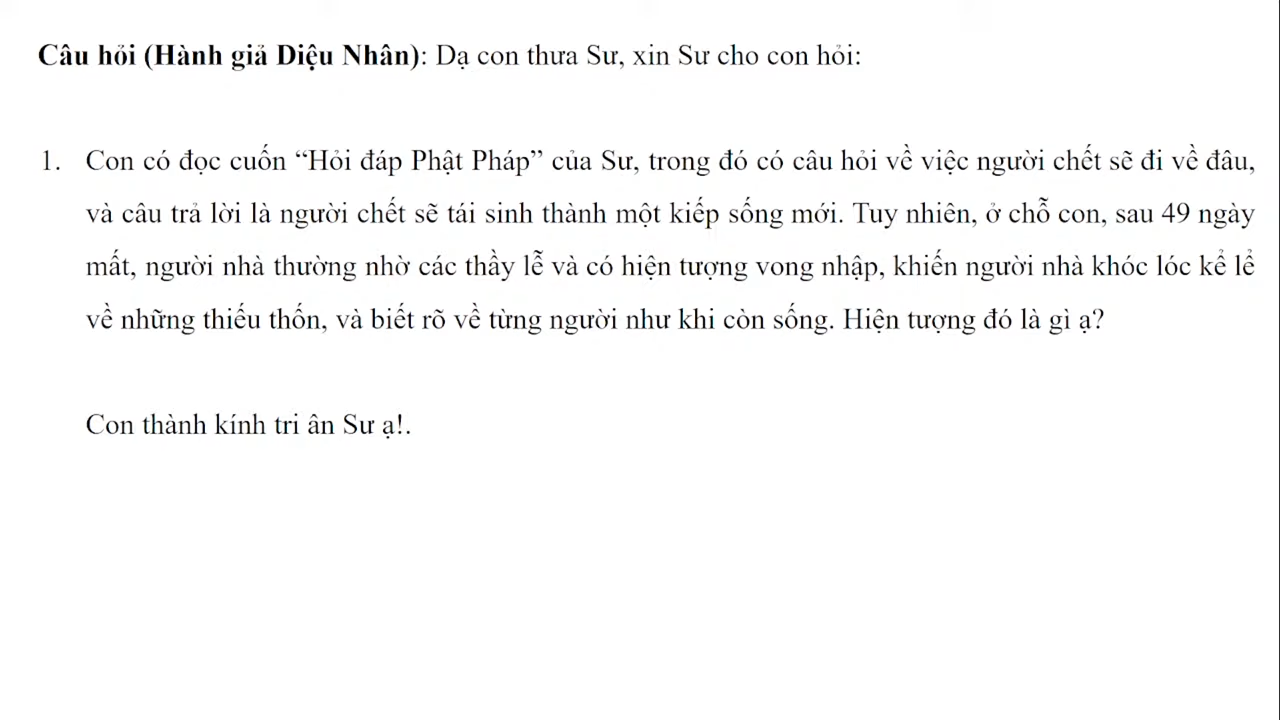 Câu hỏi (Hành giả Diệu Nhân): Dạ con thưa Sư, xin Sư cho con hỏi:
1. Con có đọc cuốn “Hỏi đáp Phật Pháp” của Sư, trong đó có câu hỏi về việc người chết sẽ đi về đâu,
và câu trả lời là người chết sẽ tái sinh thành một kiếp sống mới. Tuy nhiên, ở chỗ con, sau 49 ngày
mất, người nhà thường nhờ các thầy lễ và có hiện tượng vong nhập, khiến người nhà khóc lóc kể lể
về những thiếu thốn, và biết rõ về từng người như khi còn sống. Hiện tượng đó là gì ạ?
Con thành kính tri ân Sư ạ!.